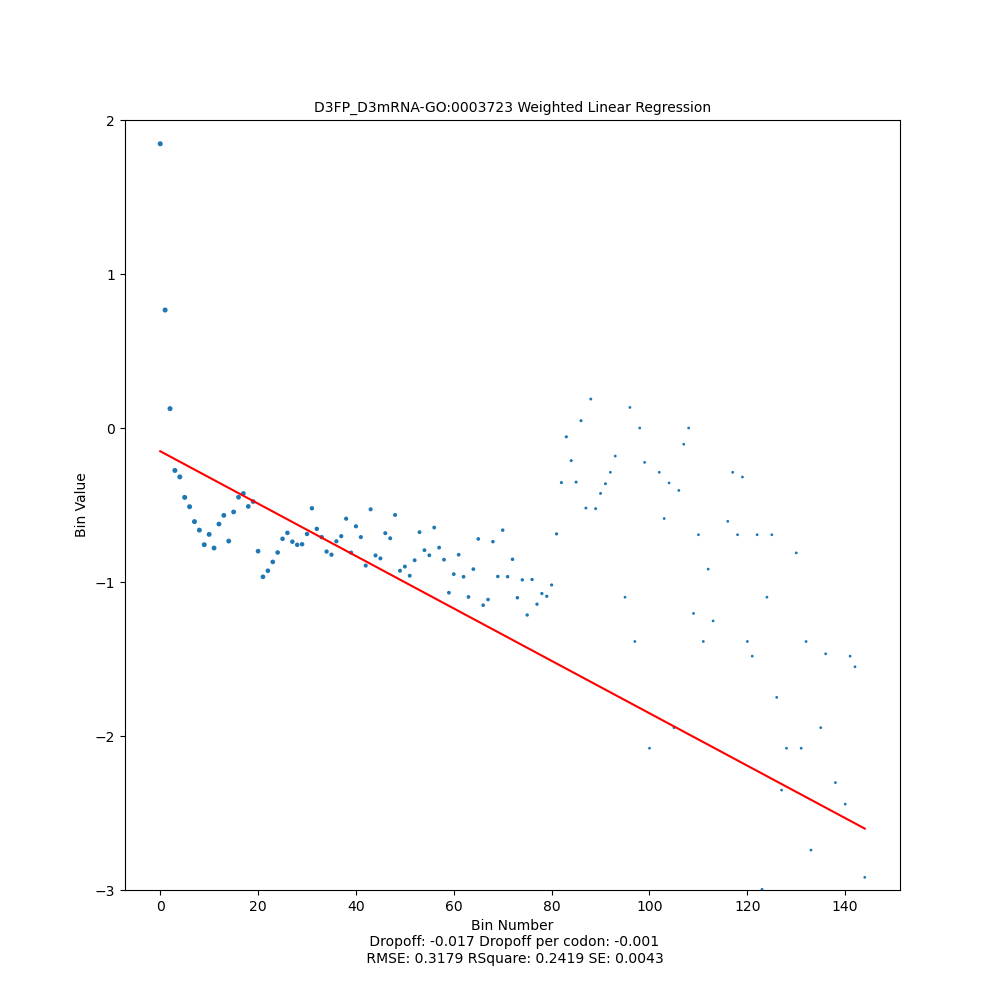 D3FP_D3mRNA-GO:0003723 Weighted Linear Regression
2
1
0
−1
−2
−3
Bin Value
0 20 40 60 80 100 120 140
Bin Number
Dropoff: -0.017 Dropoff per codon: -0.001
RMSE: 0.3179 RSquare: 0.2419 SE: 0.0043